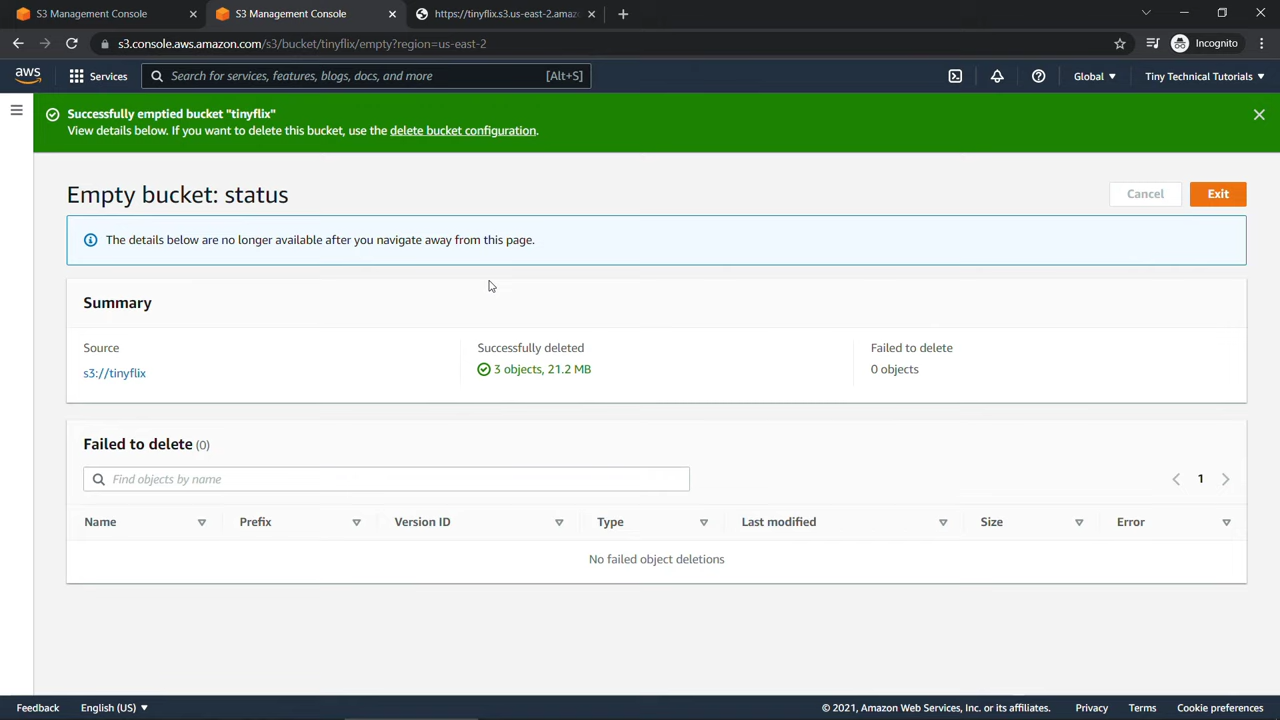 S3 Management Console
S3 Management Console
https://tinyflix.s3.us-east-2.amaz
s3.console.aws.amazon.com/s3/bucket/tinyflix/empty?region=us-east-2
Incognito
aws
Services
Search for services, features, blogs, docs, and more
[Alt+S]
Global
Tiny Technical Tutorials
Successfully emptied bucket "tinyflix"
View details below. If you want to delete this bucket, use the delete bucket configuration.
Empty bucket: status
Cancel
Exit
The details below are no longer available after you navigate away from this page.
Summary
Source
Successfully deleted
Failed to delete
s3://tinyflix
3 objects, 21.2 MB
0 objects
Failed to delete (0)
Find objects by name
1
Name
Prefix
Version ID
Type
Last modified
Size
Error
No failed object deletions
Feedback
English (US)
© 2021, Amazon Web Services, Inc. or its affiliates.
Privacy
Terms
Cookie preferences